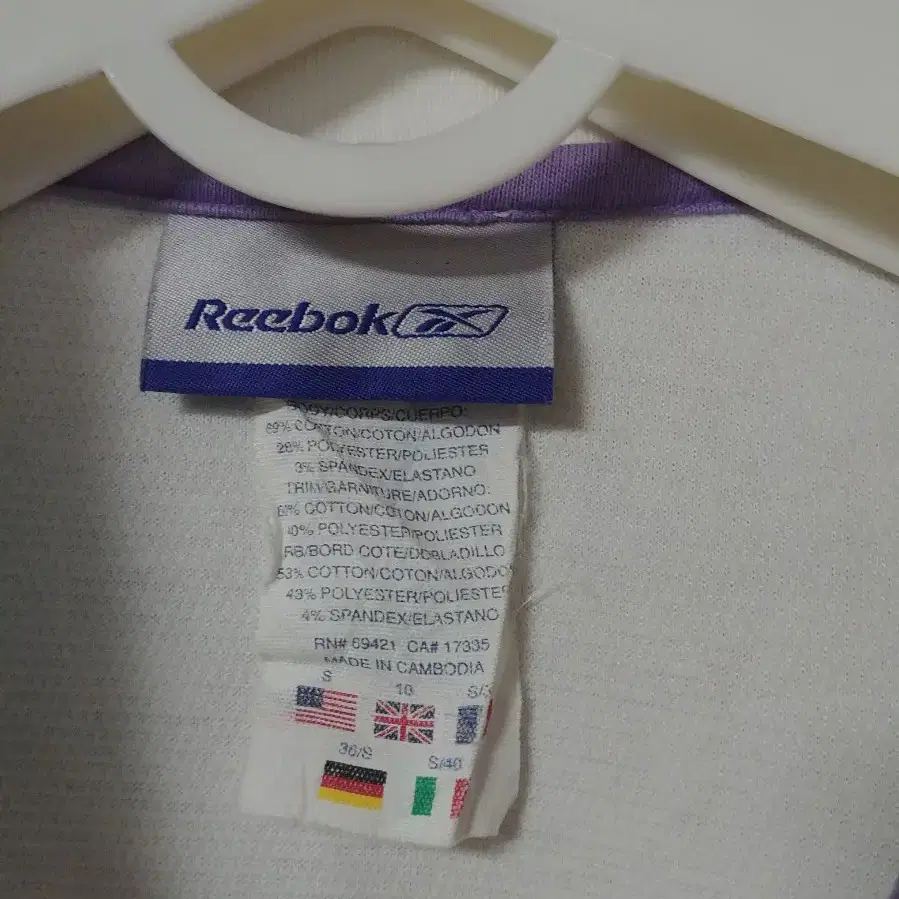 Reebok
BODY/CORPS/CUERPO:
69% COTTON/COTON/ALGODON
28% POLYESTER/POLIESTER
3% SPANDEX/ELASTANO
TRIM/GARNITURE/ADORNO:
60% COTTON/COTON/ALGODON
40% POLYESTER/POLIESTER
RIB/BORD COTE/DOBLADILLO
53% COTTON/COTON/ALGODON
43% POLYESTER/POLIESTER
4% SPANDEX/ELASTANO
RN# 69421 CA# 17335
MADE IN CAMBODIA
S 10
36/S S/40